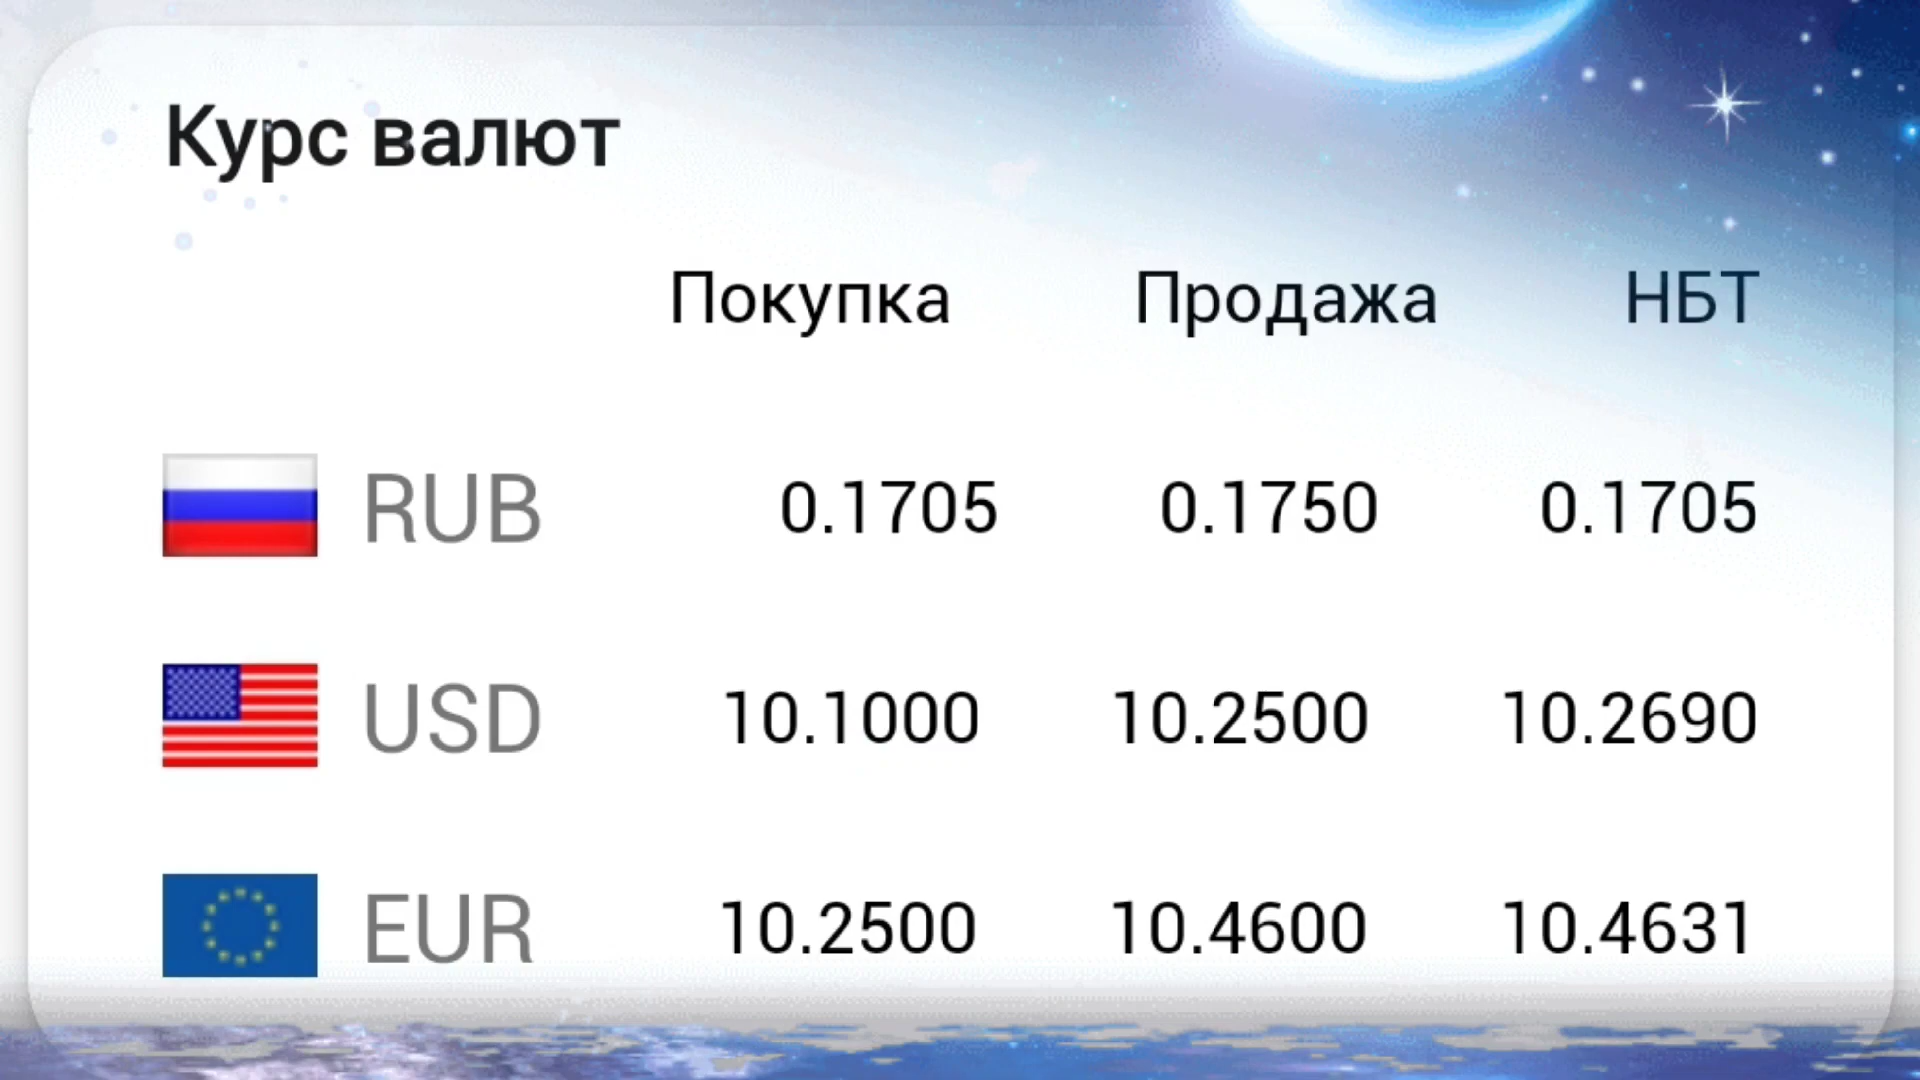 Курс валют
Покупка Продажа НБТ
RUB 0.1705 0.1750 0.1705
USD 10.1000 10.2500 10.2690
EUR 10.2500 10.4600 10.4631